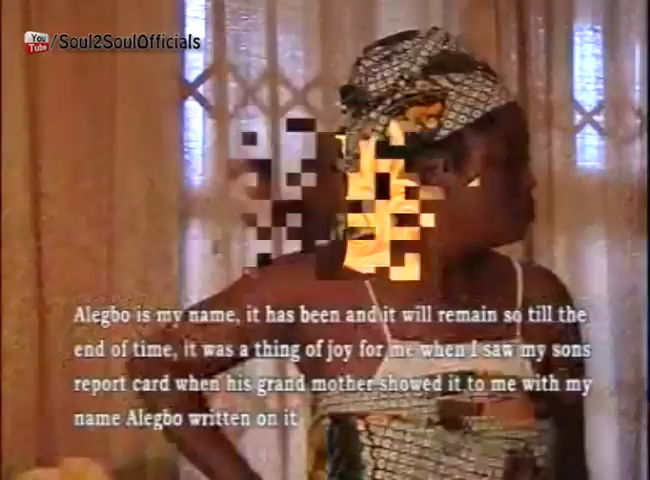 You Tube /Soul2SoulOfficials
Alegbo is my name, it has been and it will remain so till the
end of time, it was a thing of joy for me when I saw my sons
report card when his grand mother showed it to me with my
name Alegbo written on it